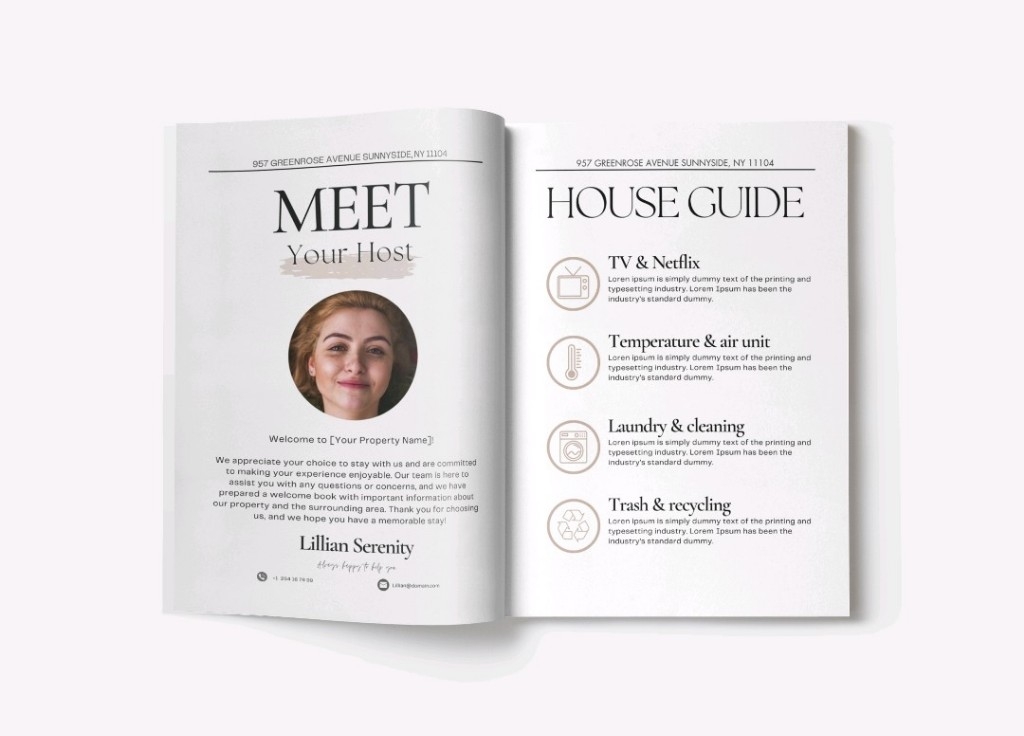 957 GREENROSE AVENUE SUNNYSIDE, NY 11104
MEET
Your Host
Welcome to [Your Property Name]!
We appreciate your choice to stay with us and are committed
to making your experience enjoyable. Our team is here to
assist you with any questions or concerns, and we have
prepared a welcome book with important information about
our property and the surrounding area. Thank you for choosing
us, and we hope you have a memorable stay!
Lillian Serenity
Always happy to help you
957 GREENROSE AVENUE SUNNYSIDE, NY 11104
HOUSE GUIDE
TV & Netflix
Loren ipsum is simply dummy text of the printing and
typesetting industry. Lorem Ipsum has been the
industry's standard dummy.
Temperature & air unit
Loren ipsum is simply dummy text of the printing and
typesetting industry. Lorem Ipsum has been the
industry's standard dummy.
Laundry & cleaning
Loren ipsum is simply dummy text of the printing and
typesetting industry. Lorem Ipsum has been the
industry's standard dummy.
Trash & recycling
Loren ipsum is simply dummy text of the printing and
typesetting industry. Lorem Ipsum has been the
industry's standard dummy.